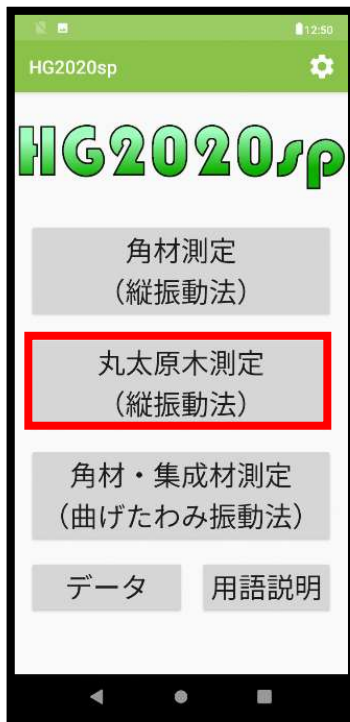 12:50
HG2020sp
HG2020sp
角材測定
（縦振動法）
丸太原木測定
（縦振動法）
角材・集成材測定
（曲げたわみ振動法）
データ 用語説明